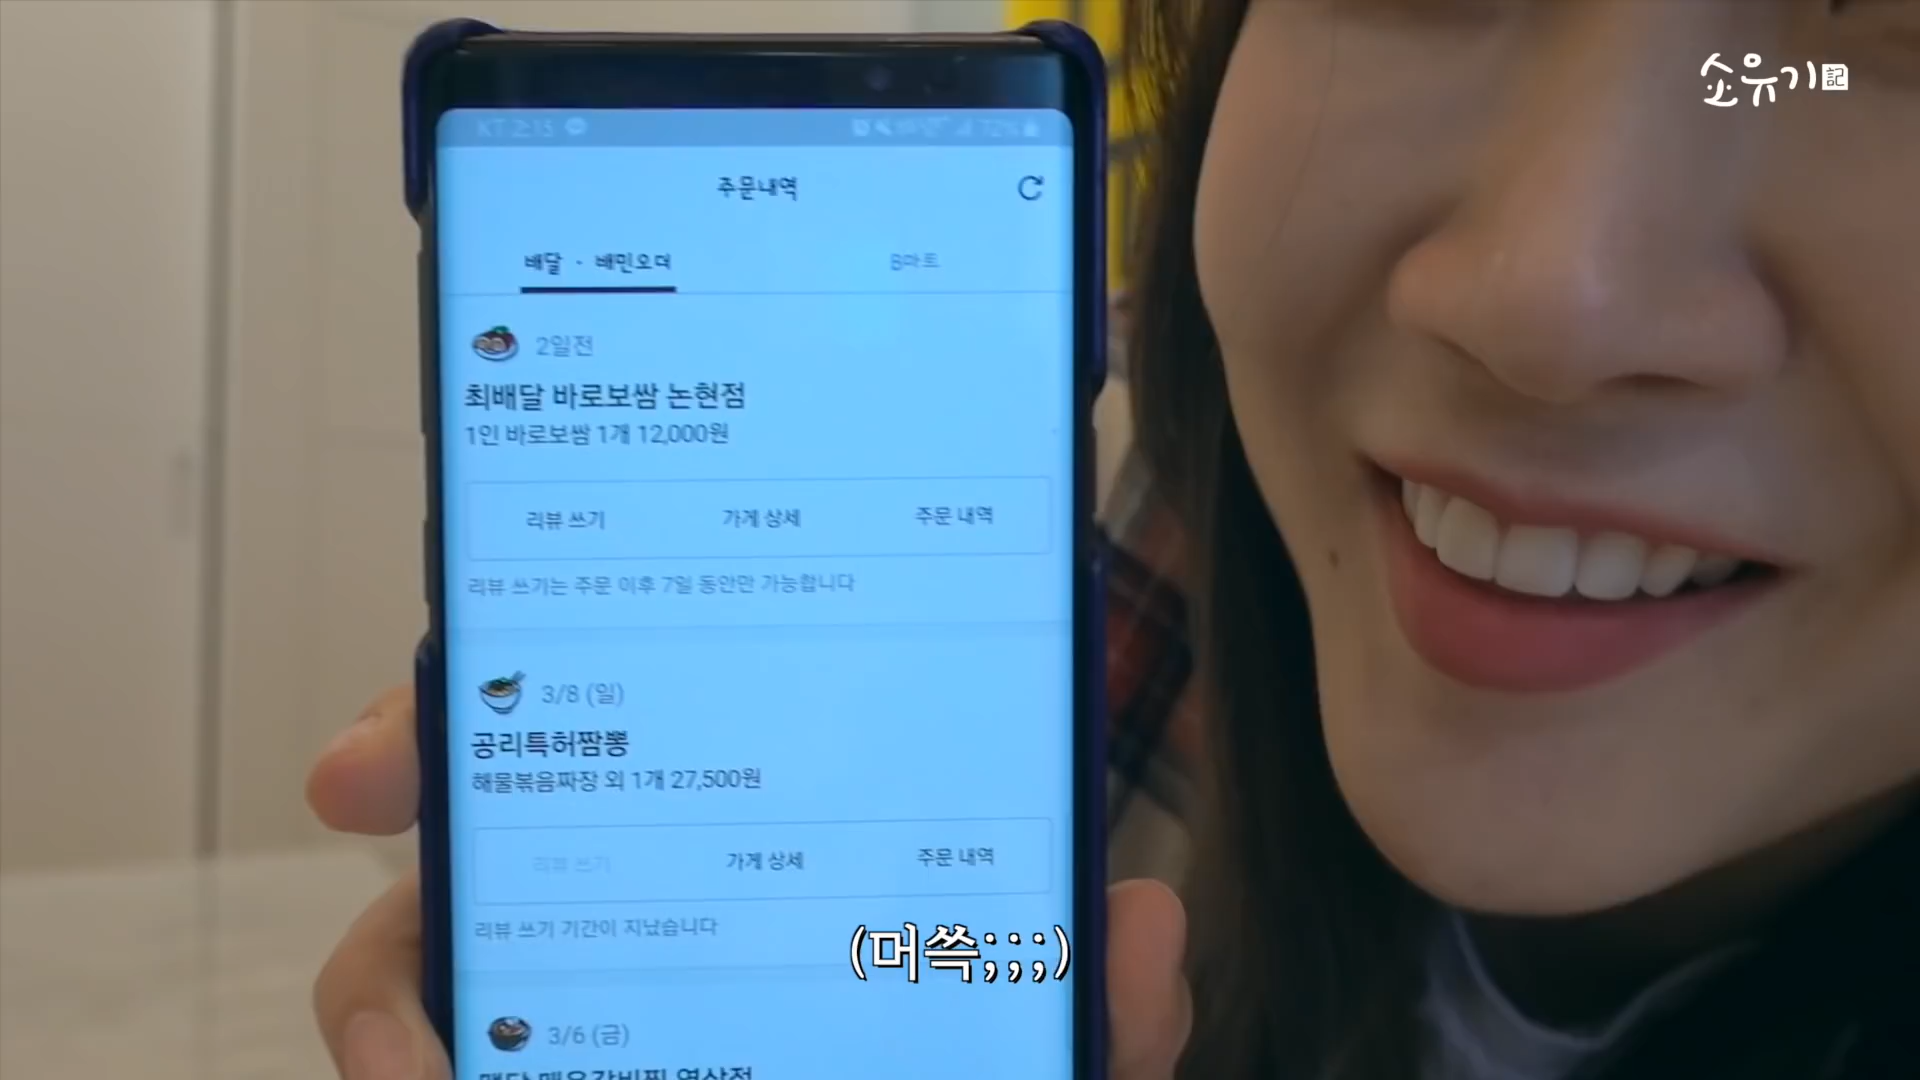 소유기記
KT 2:15
72%
주문내역
배달 · 배민오더
B마트
2일전
최배달 바로보쌈 논현점
1인 바로보쌈 1개 12,000원
리뷰 쓰기
가게 상세
주문 내역
리뷰 쓰기는 주문 이후 7일 동안만 가능합니다
3/8 (일)
공리특허짬뽕
해물볶음짜장 외 1개 27,500원
리뷰 쓰기
가게 상세
주문 내역
리뷰 쓰기 기간이 지났습니다
(머쓱;;;)
3/6 (금)